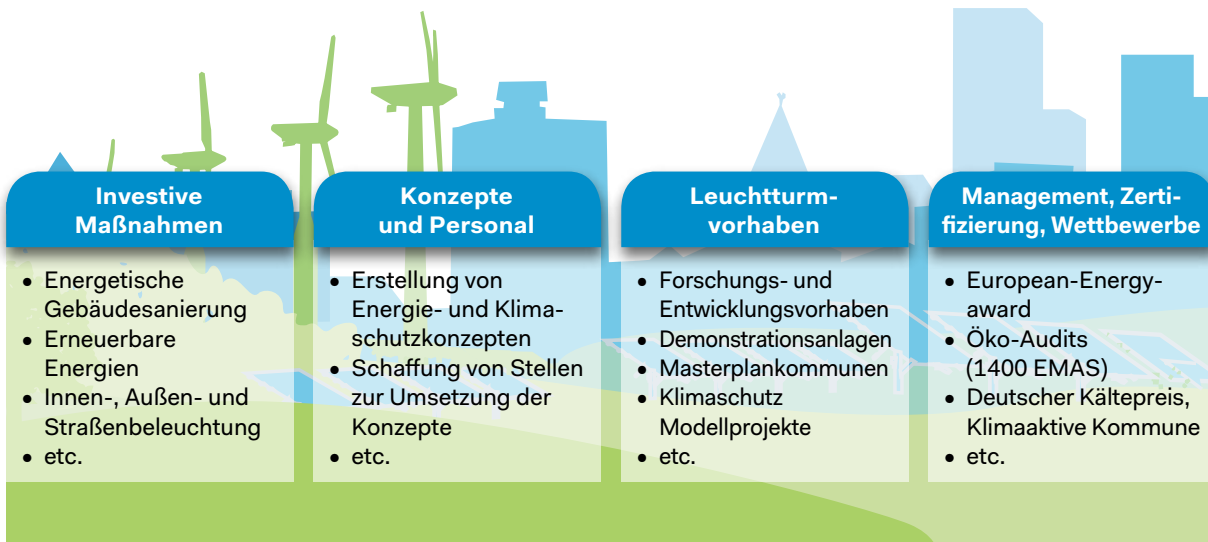 Investive
Maßnahmen
• Energetische
Gebäudesanierung
• Erneuerbare
Energien
• Innen-, Außen- und
Straßenbeleuchtung
• etc.
Konzepte
und Personal
• Erstellung von
Energie- und Klima-
schutzkonzepten
• Schaffung von Stellen
zur Umsetzung der
Konzepte
• etc.
Leuchtturm-
vorhaben
• Forschungs- und
Entwicklungsvorhaben
• Demonstrationsanlagen
• Masterplankommunen
• Klimaschutz
Modellprojekte
• etc.
Management, Zerti-
fizierung, Wettbewerbe
• European-Energy-
award
• Öko-Audits
(1400 EMAS)
• Deutscher Kältepreis,
Klimaaktive Kommune
• etc.